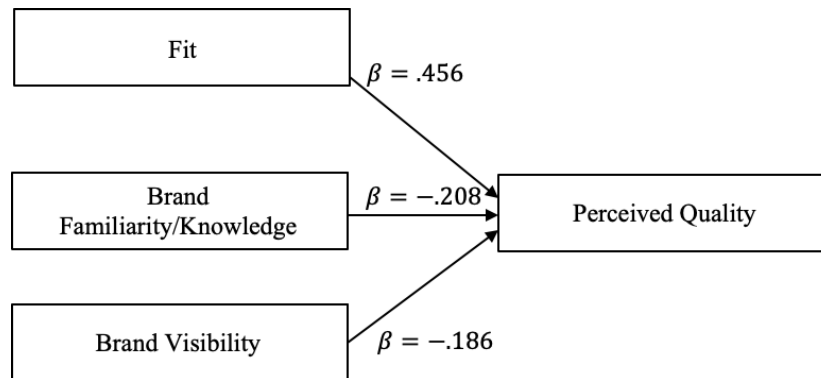 Fit
β = .456
Brand
Familiarity/Knowledge
β = −.208
Perceived Quality
Brand Visibility
β = −.186